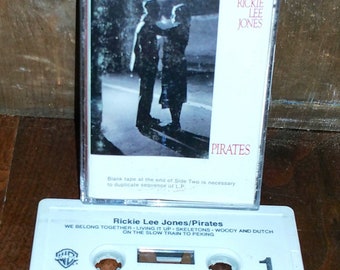 RICKIE
LEE
JONES
PIRATES
Blank tape at the end of Side Two is necessary
to duplicate sequence of L.P.
Rickie Lee Jones/Pirates
WE BELONG TOGETHER · LIVING IT UP · SKELETONS · WOODY AND DUTCH
ON THE SLOW TRAIN TO PEKING
1